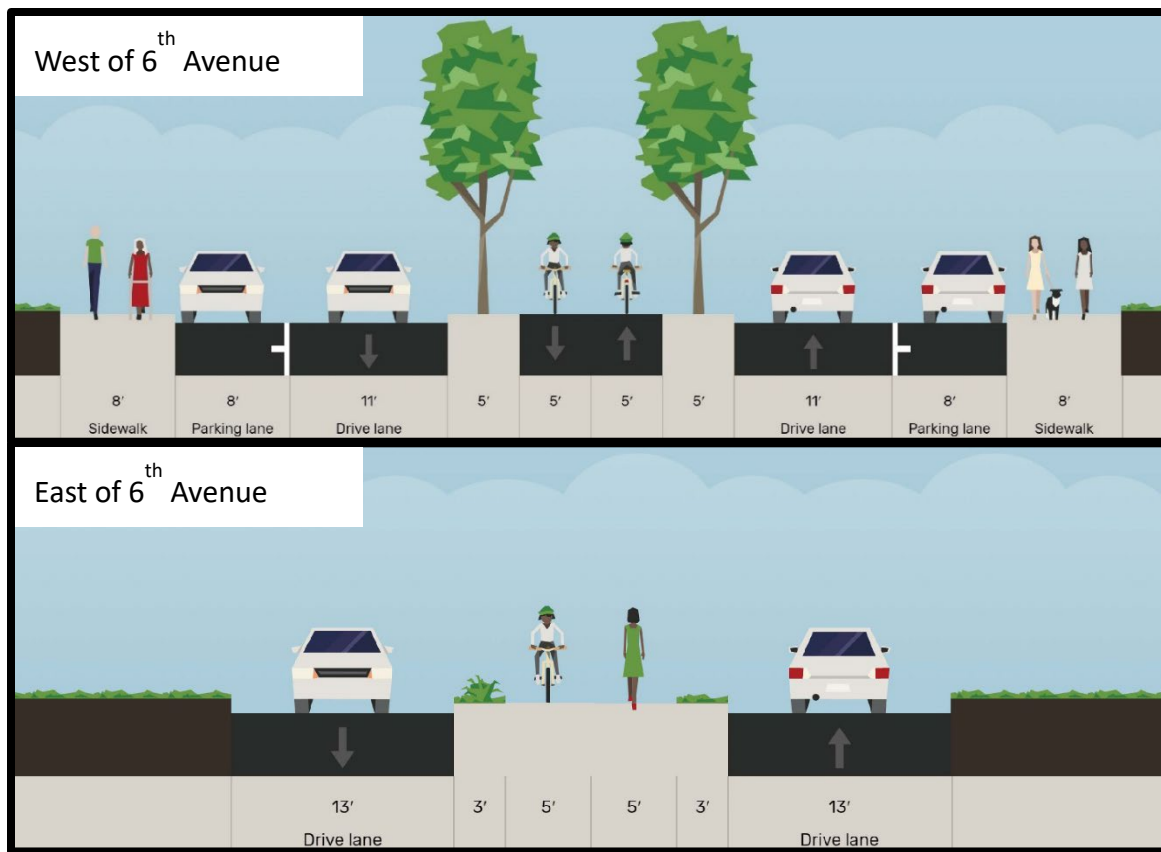 West of 6th Avenue
8′ 8′ 11′ 5′ 5′ 5′ 5′ 11′ 8′ 8′
Sidewalk Parking lane Drive lane Drive lane Parking lane Sidewalk
East of 6th Avenue
13′ 3′ 5′ 5′ 3′ 13′
Drive lane Drive lane